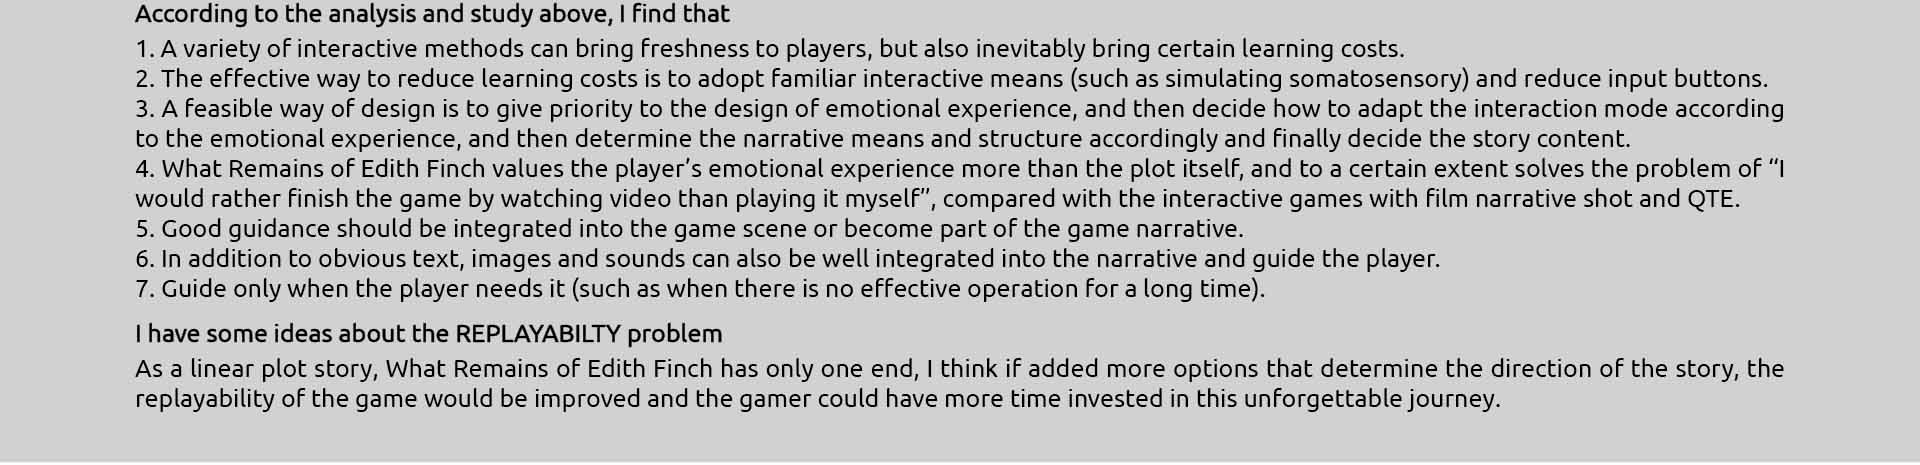 According to the analysis and study above, I find that
1. A variety of interactive methods can bring freshness to players, but also inevitably bring certain learning costs.
2. The effective way to reduce learning costs is to adopt familiar interactive means (such as simulating somatosensory) and reduce input buttons.
3. A feasible way of design is to give priority to the design of emotional experience, and then decide how to adapt the interaction mode according
to the emotional experience, and then determine the narrative means and structure accordingly and finally decide the story content.
4. What Remains of Edith Finch values the player’s emotional experience more than the plot itself, and to a certain extent solves the problem of “I
would rather finish the game by watching video than playing it myself”, compared with the interactive games with film narrative shot and QTE.
5. Good guidance should be integrated into the game scene or become part of the game narrative.
6. In addition to obvious text, images and sounds can also be well integrated into the narrative and guide the player.
7. Guide only when the player needs it (such as when there is no effective operation for a long time).
I have some ideas about the REPLAYABILTY problem
As a linear plot story, What Remains of Edith Finch has only one end, I think if added more options that determine the direction of the story, the
replayability of the game would be improved and the gamer could have more time invested in this unforgettable journey.